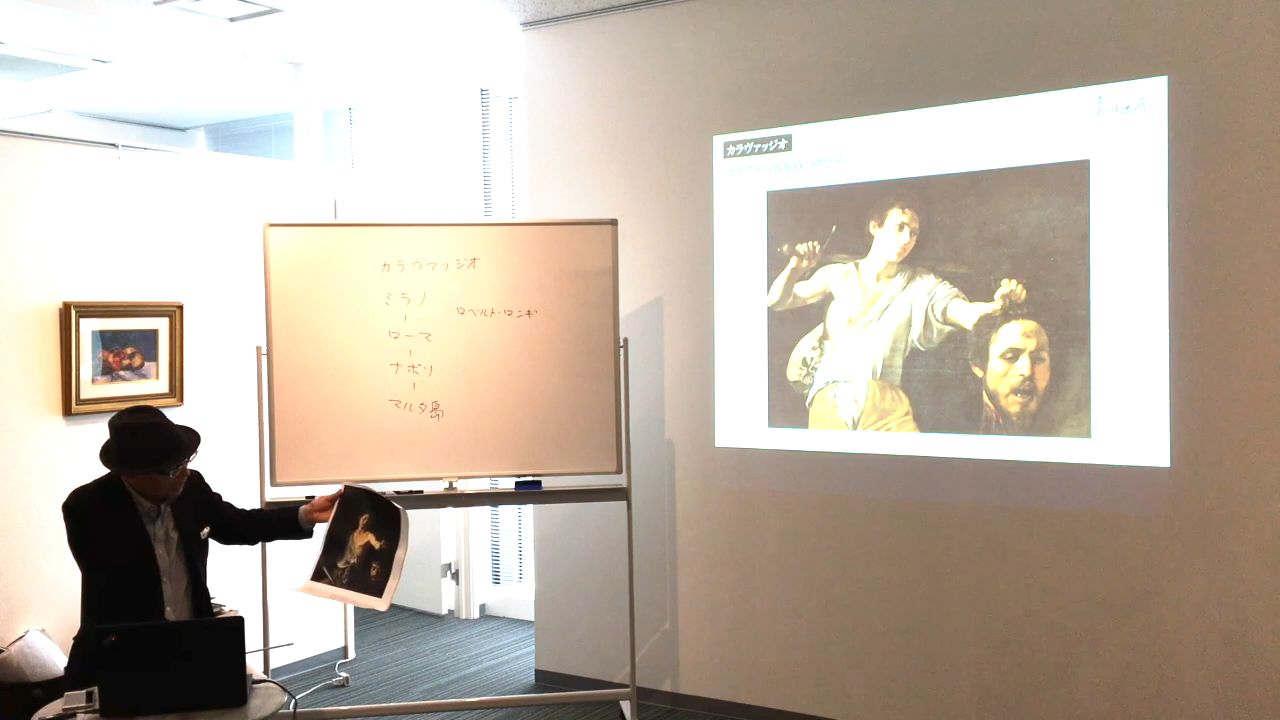 カラヴァッジオ
ミラノ
ロベルト・ロンギ
ローマ
ナポリ
マルタ島
カラヴァッジオ